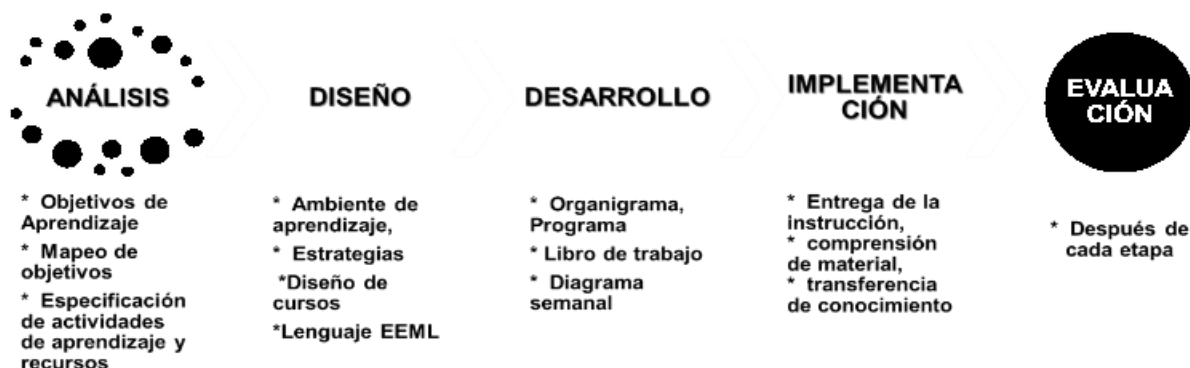 ANÁLISIS
* Objetivos de
Aprendizaje
* Mapeo de
objetivos
* Especificación
de actividades
de aprendizaje y
recursos
DISEÑO
* Ambiente de
aprendizaje,
* Estrategias
*Diseño de
cursos
*Lenguaje EEML
DESARROLLO
* Organigrama,
Programa
* Libro de trabajo
* Diagrama
semanal
IMPLEMENTA
CIÓN
* Entrega de la
instrucción,
* comprensión
de material,
* transferencia
de conocimiento
EVALUA
CIÓN
* Después de
cada etapa